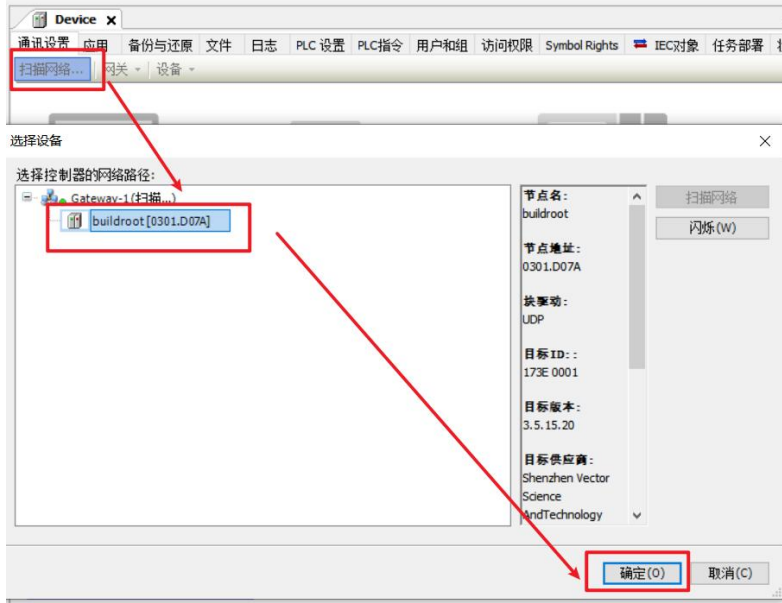 Device X
通讯设置 应用 备份与还原 文件 日志 PLC 设置 PLC指令 用户和组 访问权限 Symbol Rights IEC对象 任务部署
扫描网络... 网关 设备
选择设备
选择控制器的网络路径:
Gateway-1(扫描...)
buildroot [0301.D07A]
节点名:
buildroot
节点地址:
0301.D07A
块驱动:
UDP
目标ID::
173E 0001
目标版本:
3.5.15.20
目标供应商:
Shenzhen Vector
Science
AndTechnology
扫描网络
闪烁(W)
确定(O) 取消(C)